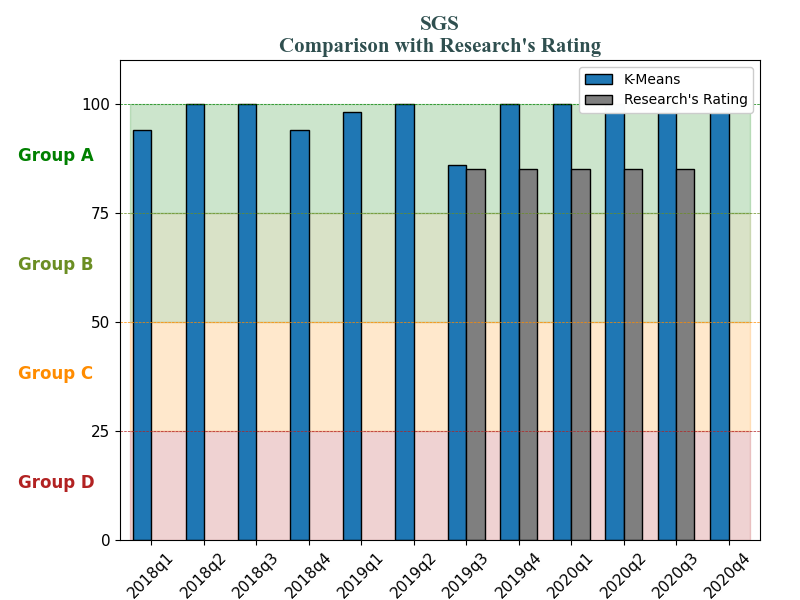 SGS
Comparison with Research's Rating
K-Means
Research's Rating
100
Group A
75
Group B
50
Group C
25
Group D
0
2018q1
2018q2
2018q3
2018q4
2019q1
2019q2
2019q3
2019q4
2020q1
2020q2
2020q3
2020q4